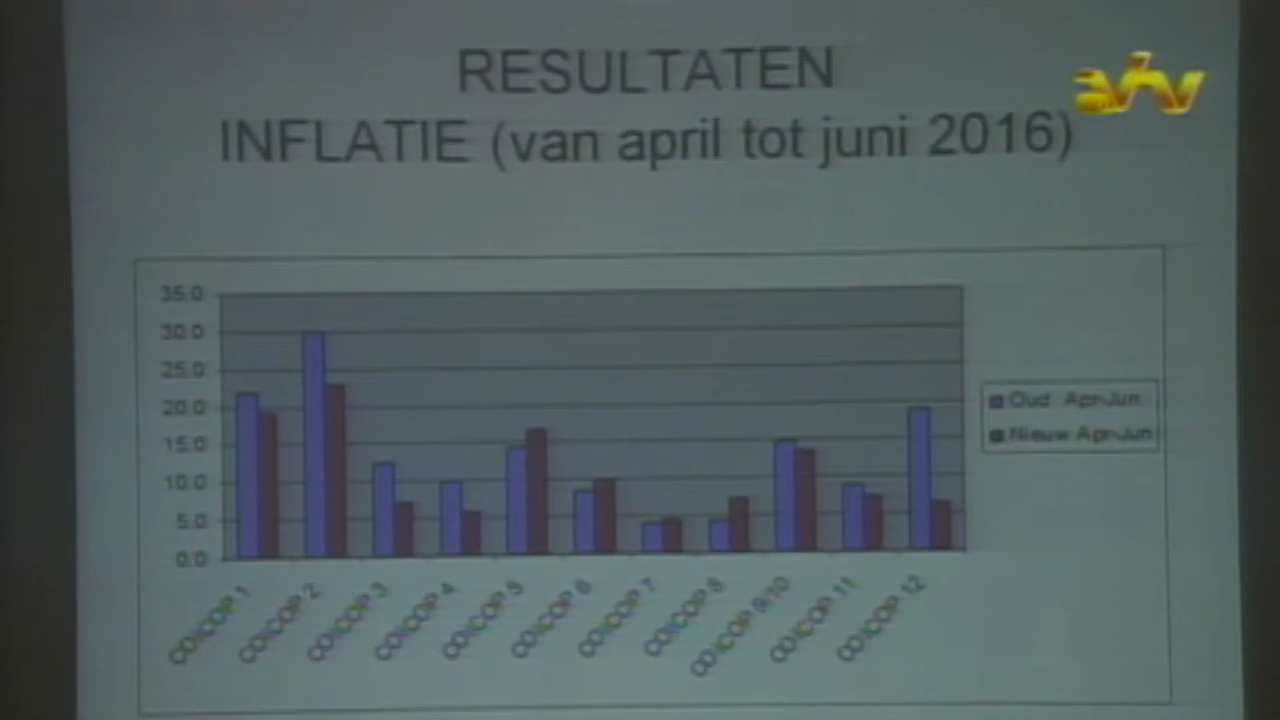 RESULTATEN
INFLATIE (van april tot juni 2016)
35.0
30.0
25.0
20.0
15.0
10.0
5.0
0.0
COICOP 1
COICOP 2
COICOP 3
COICOP 4
COICOP 5
COICOP 6
COICOP 7
COICOP 8
COICOP 9/10
COICOP 11
COICOP 12
Oud Apr-Jun
Nieuw Apr-Jun